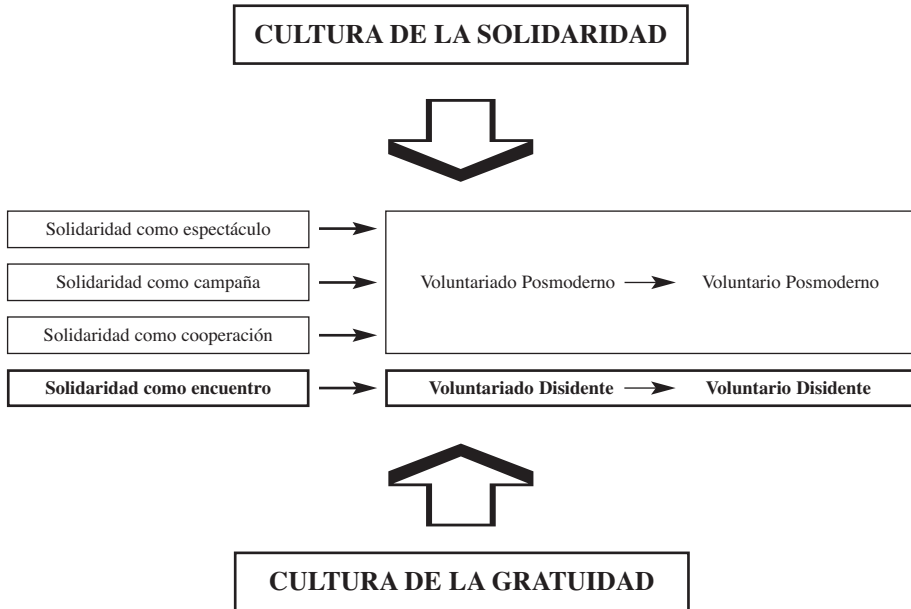 CULTURA DE LA SOLIDARIDAD
Solidaridad como espectáculo
Solidaridad como campaña
Voluntariado Posmoderno
Voluntario Posmoderno
Solidaridad como cooperación
Solidaridad como encuentro
Voluntariado Disidente
Voluntario Disidente
CULTURA DE LA GRATUIDAD